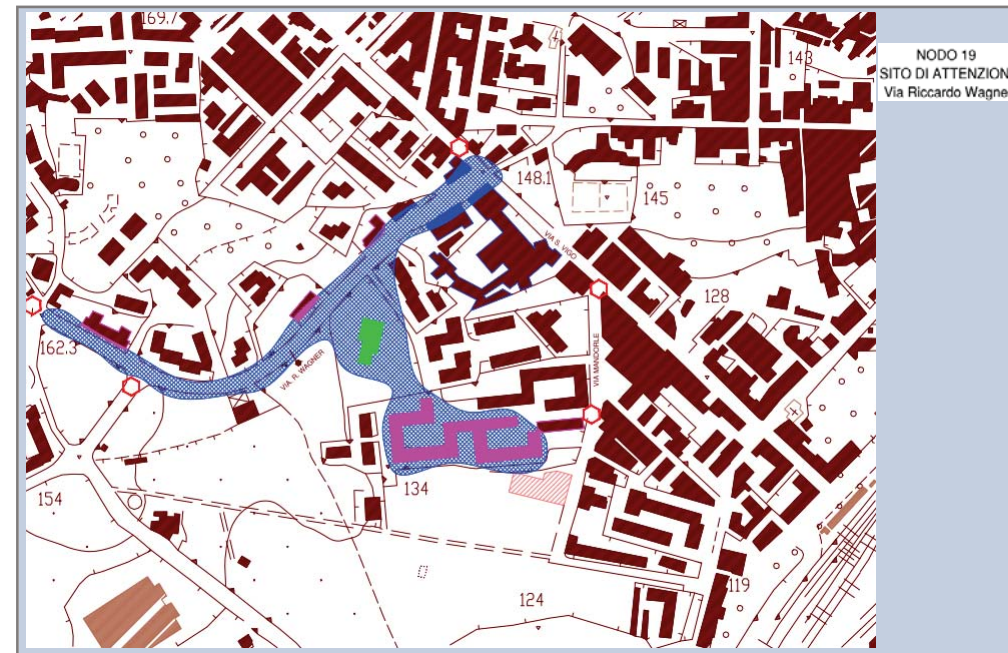 169.7
143
NODO 19
SITO DI ATTENZION
Via Riccardo Wagne
148.1
145
VIA S. VIGO
128
162.3
VIA R. WAGNER
VIA MANDORLE
134
154
124
119